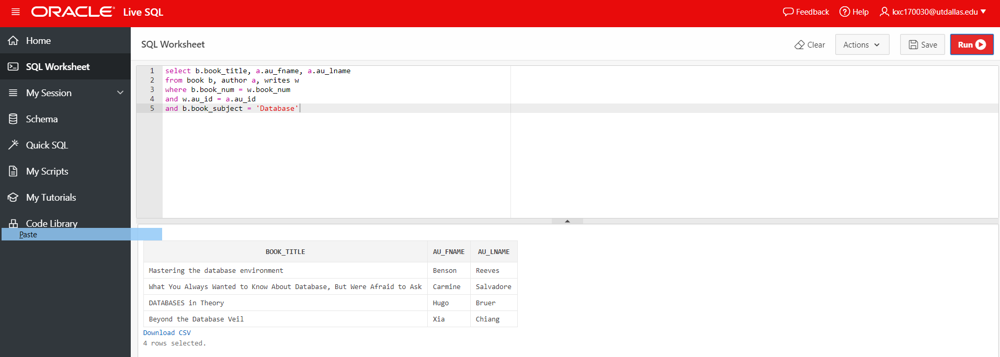 ORACLE Live SQL
Feedback
Help
kxc170030@utdallas.edu
Home
SQL Worksheet
My Session
Schema
Quick SQL
My Scripts
My Tutorials
Code Library
Paste
SQL Worksheet
Clear
Actions
Save
Run
1 select b.book_title, a.au_fname, a.au_lname
2 from book b, author a, writes w
3 where b.book_num = w.book_num
4 and w.au_id = a.au_id
5 and b.book_subject = 'Database'
BOOK_TITLE AU_FNAME AU_LNAME
Mastering the database environment Benson Reeves
What You Always Wanted to Know About Database, But Were Afraid to Ask Carmine Salvadore
DATABASES in Theory Hugo Bruer
Beyond the Database Veil Xia Chiang
Download CSV
4 rows selected.